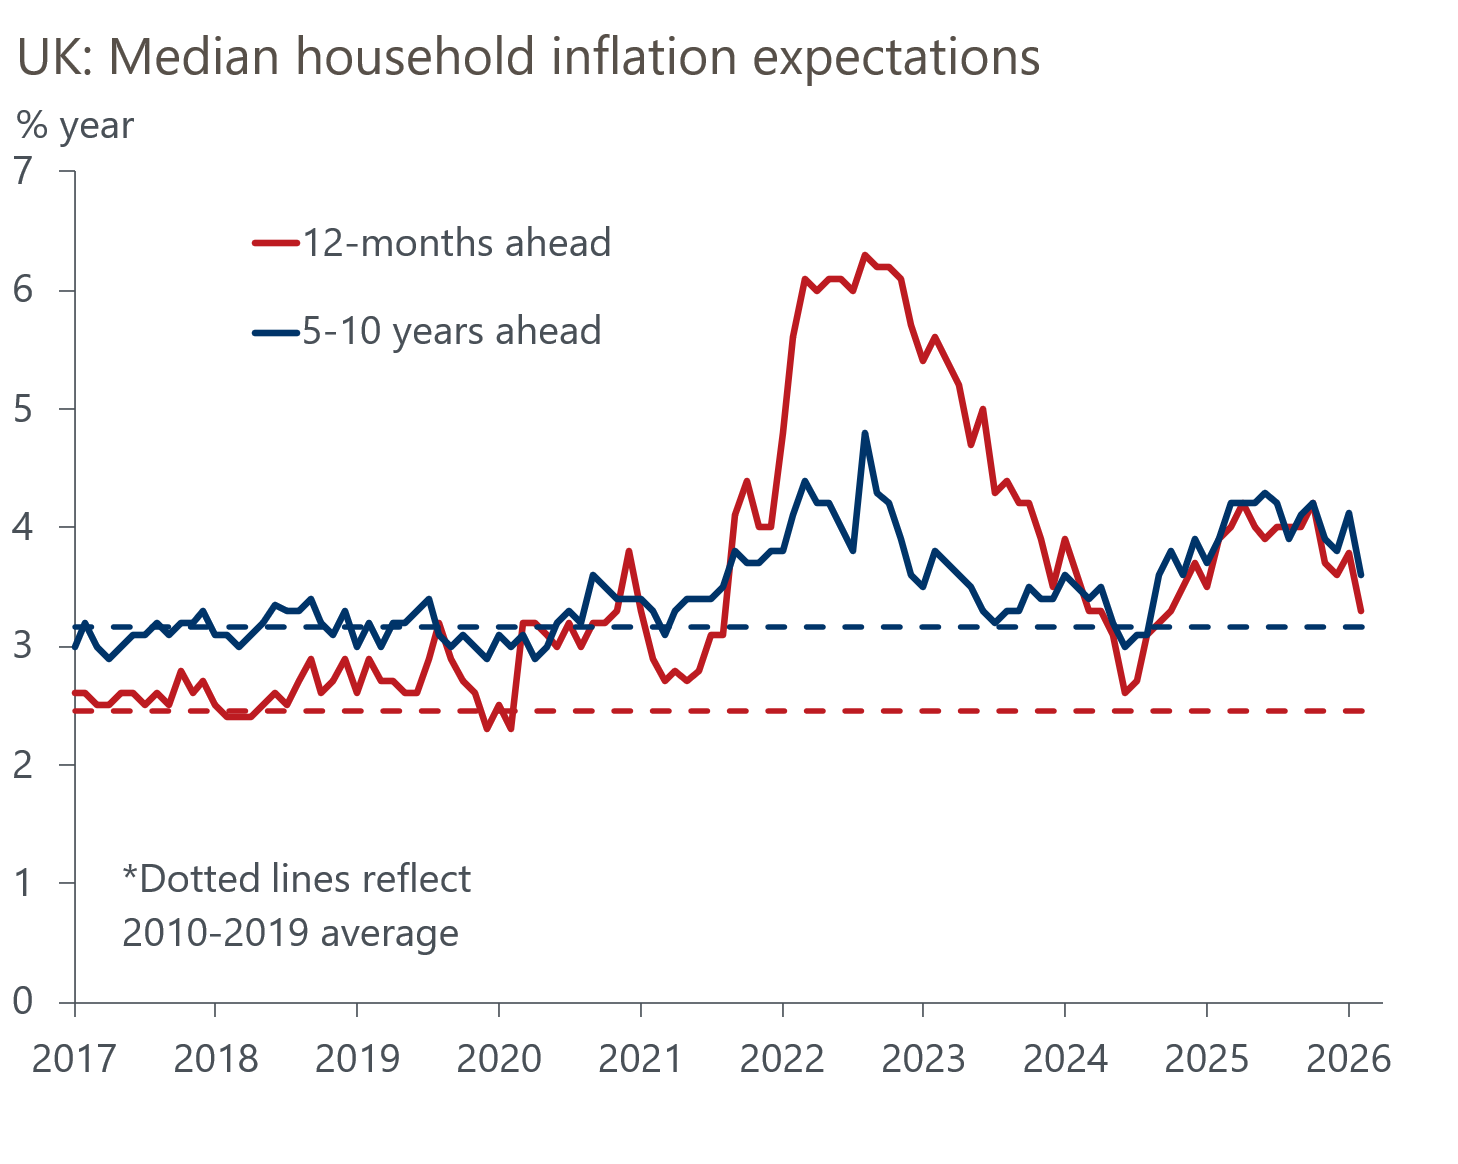 UK: Median household inflation expectations
% year
7
12-months ahead
6
5-10 years ahead
5
4
3
2
*Dotted lines reflect
1
2010-2019 average
0
2017 2018 2019 2020 2021 2022 2023 2024 2025 2026